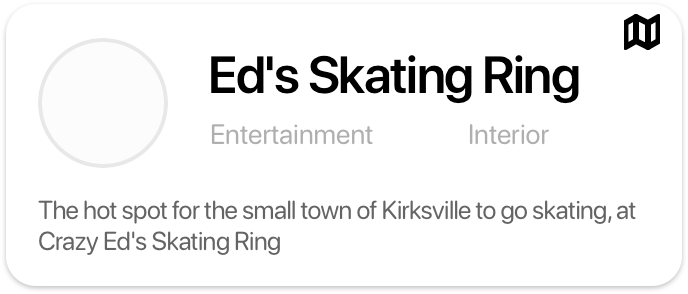 Ed's Skating Ring
Entertainment Interior
The hot spot for the small town of Kirksville to go skating, at
Crazy Ed's Skating Ring